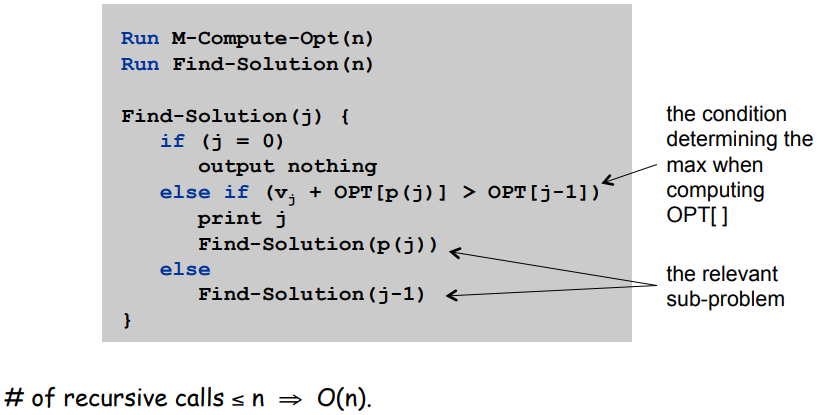 Run M-Compute-Opt(n)
Run Find-Solution(n)
Find-Solution(j) {
if (j = 0)
output nothing
else if (vj + OPT[p(j)] > OPT[j-1])
print j
Find-Solution(p(j))
else
Find-Solution(j-1)
}
the condition
determining the
max when
computing
OPT[ ]
the relevant
sub-problem
# of recursive calls ≤ n ⇒ O(n).